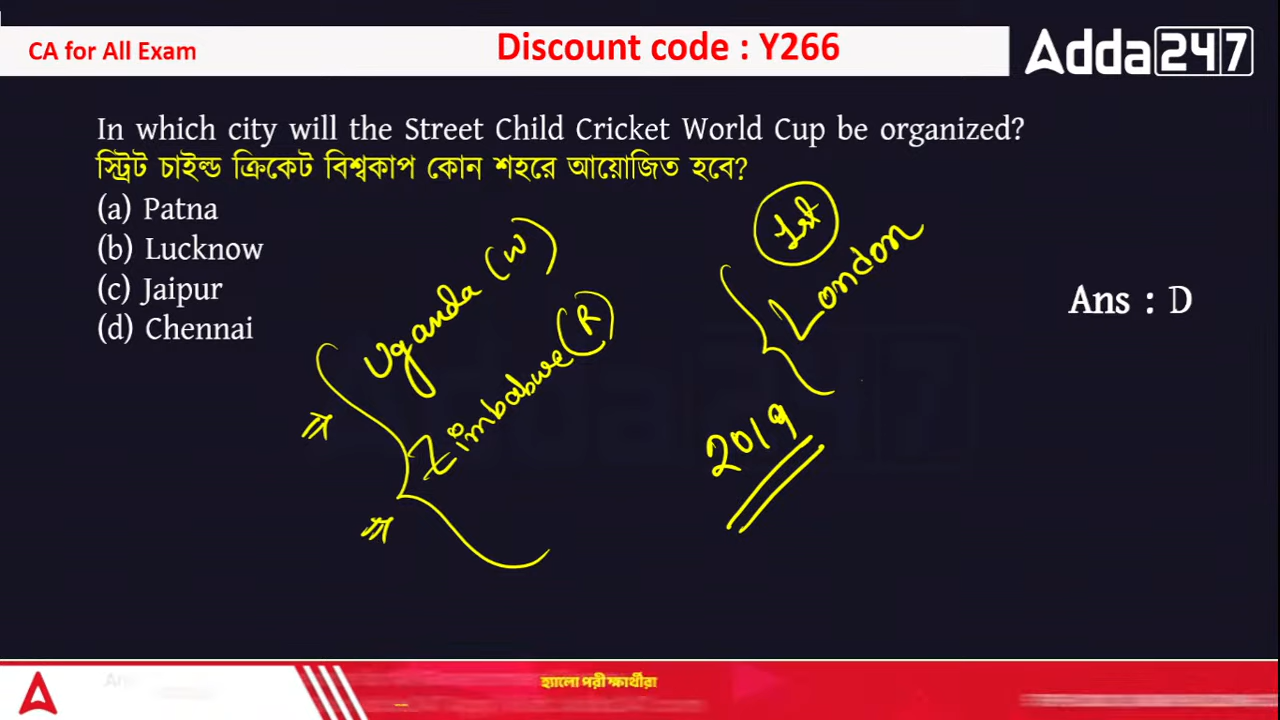 CA for All Exam
Discount code : Y266
Adda247
In which city will the Street Child Cricket World Cup be organized?
স্ট্রিট চাইল্ড ক্রিকেট বিশ্বকাপ কোন শহরে আয়োজিত হবে?
(a) Patna
(b) Lucknow
(c) Jaipur
(d) Chennai
Uganda (W)
Zimbabwe (R)
1st
London
2019
Ans : D
হ্যালো পরীক্ষার্থীরা